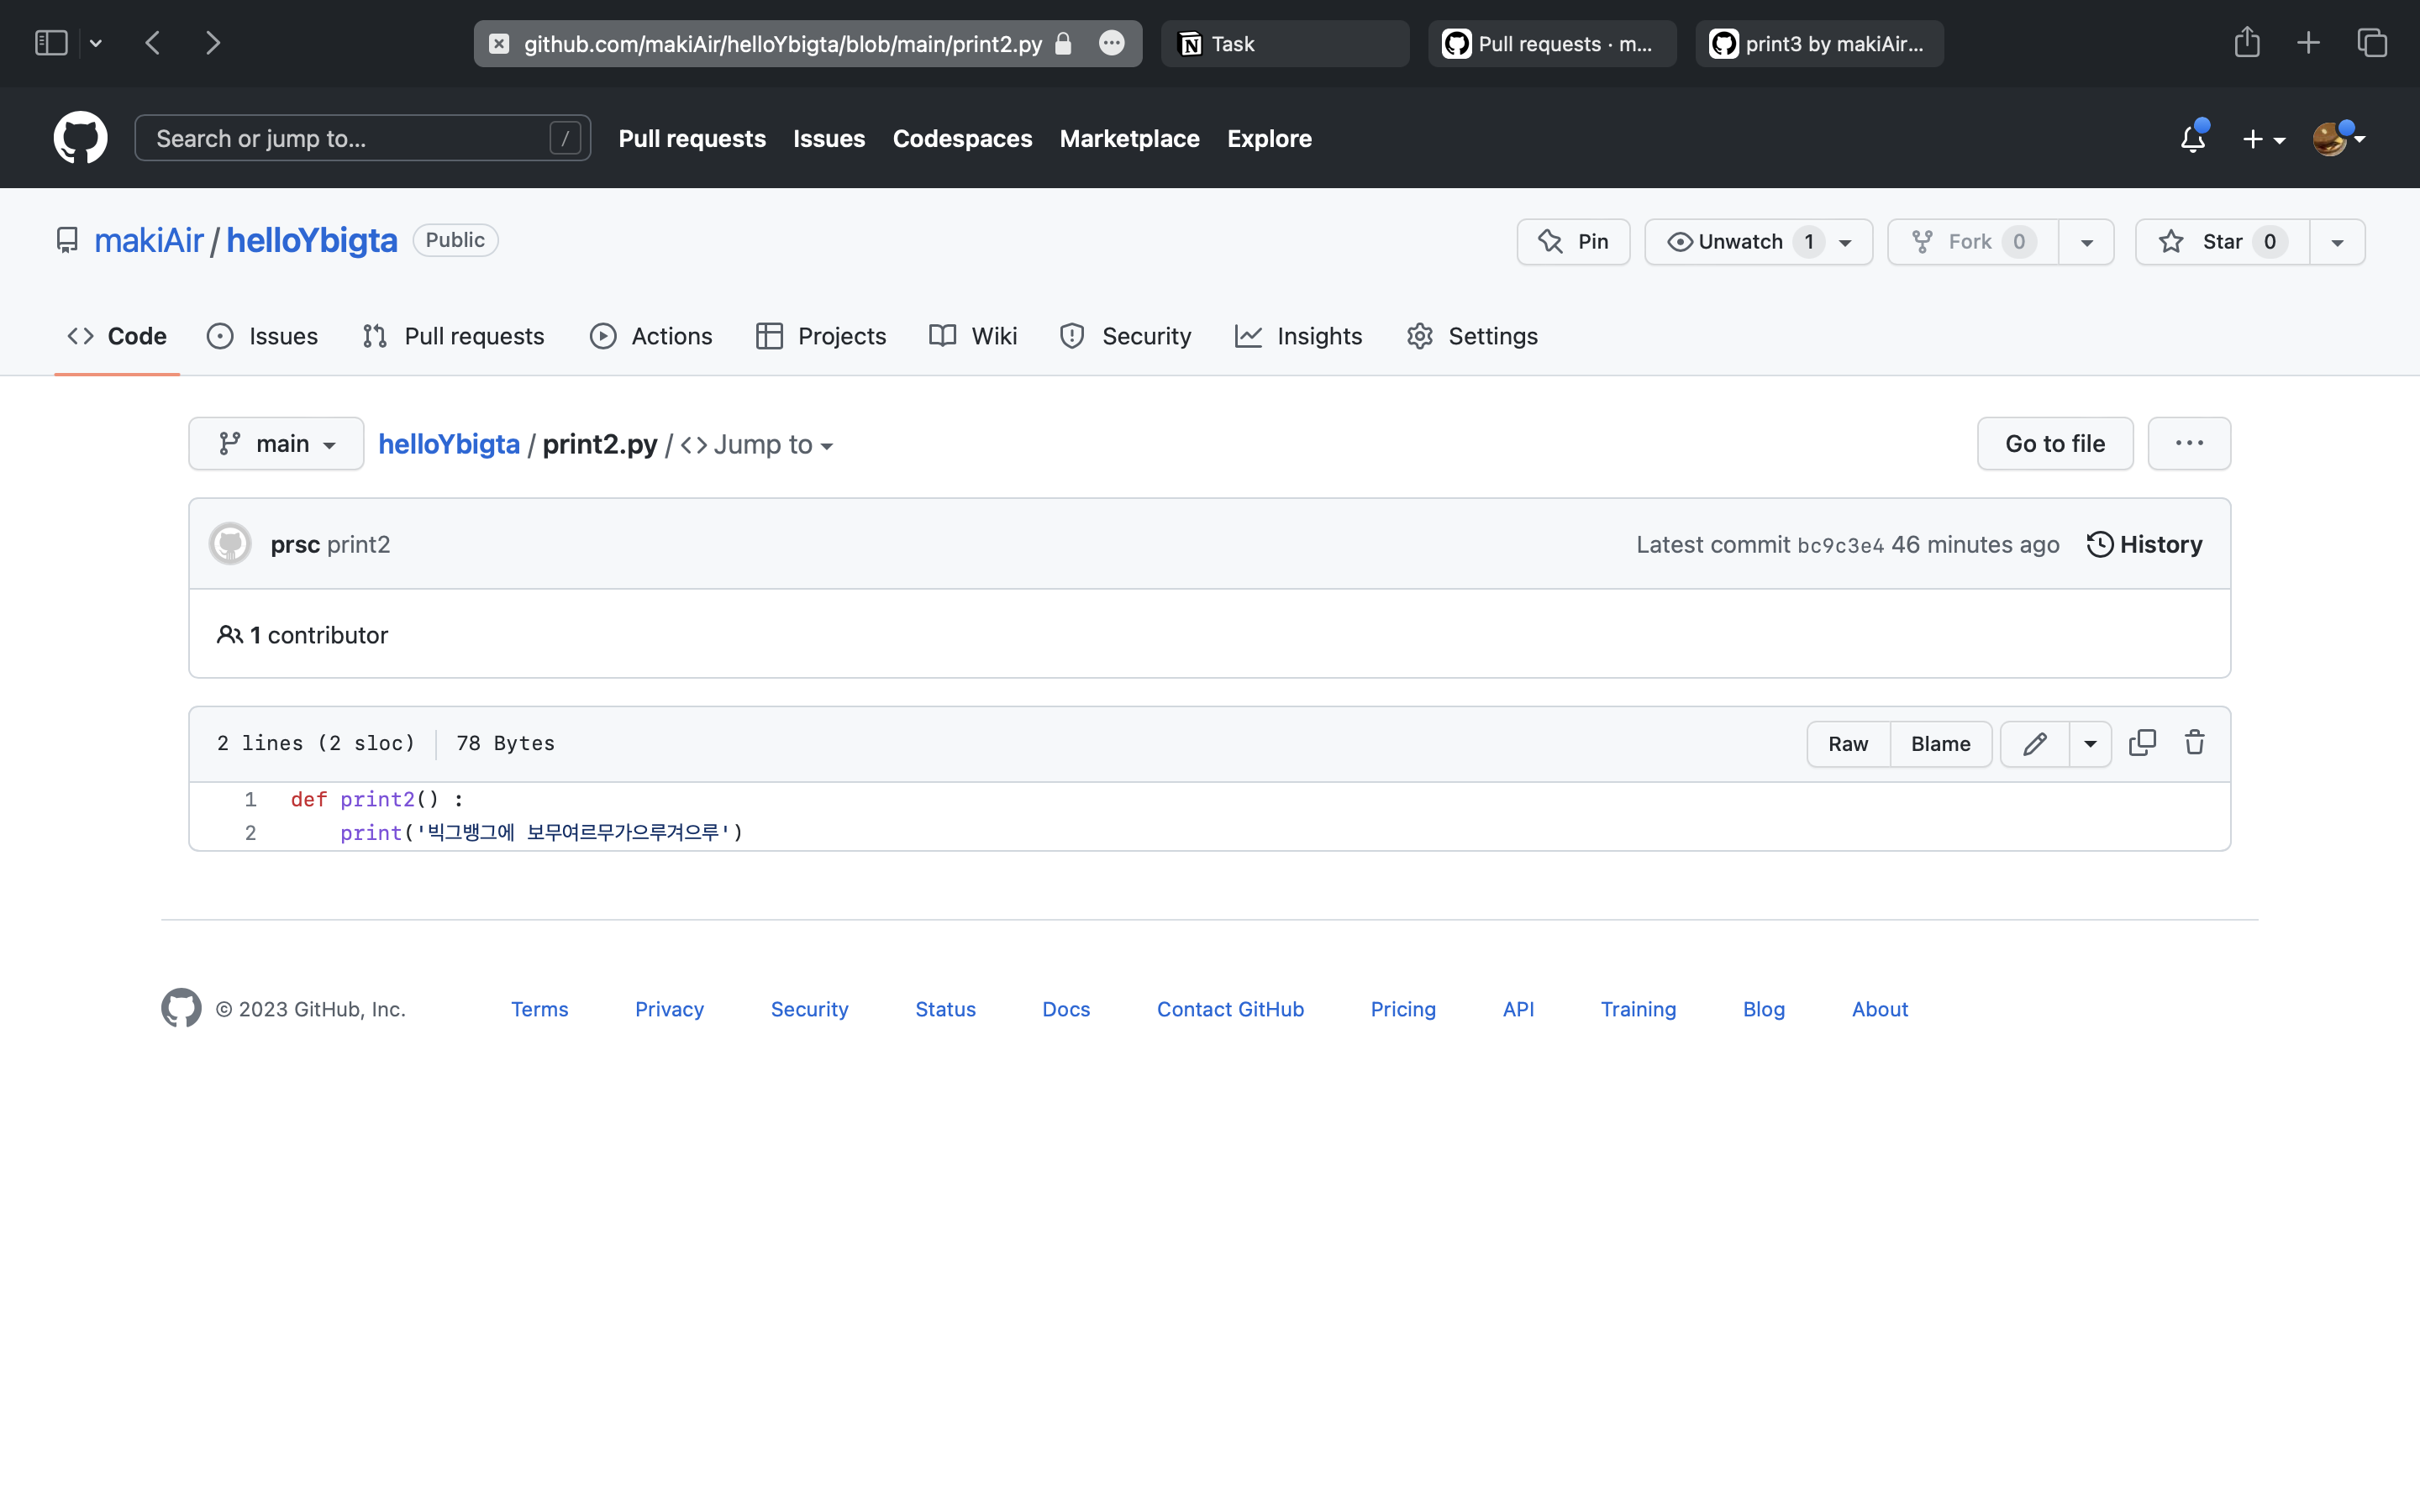 github.com/makiAir/helloYbigta/blob/main/print2.py
Task
Pull requests · m...
print3 by makiAir...
Search or jump to...
/
Pull requests
Issues
Codespaces
Marketplace
Explore
makiAir / helloYbigta
Public
Pin
Unwatch 1
Fork 0
Star 0
Code
Issues
Pull requests
Actions
Projects
Wiki
Security
Insights
Settings
main
helloYbigta / print2.py / <> Jump to
Go to file
...
prsc print2
Latest commit bc9c3e4 46 minutes ago
History
1 contributor
2 lines (2 sloc)
78 Bytes
Raw
Blame
1 def print2() :
2     print('빅그뱅그에 보무여르무가으루겨으루')
© 2023 GitHub, Inc.
Terms
Privacy
Security
Status
Docs
Contact GitHub
Pricing
API
Training
Blog
About